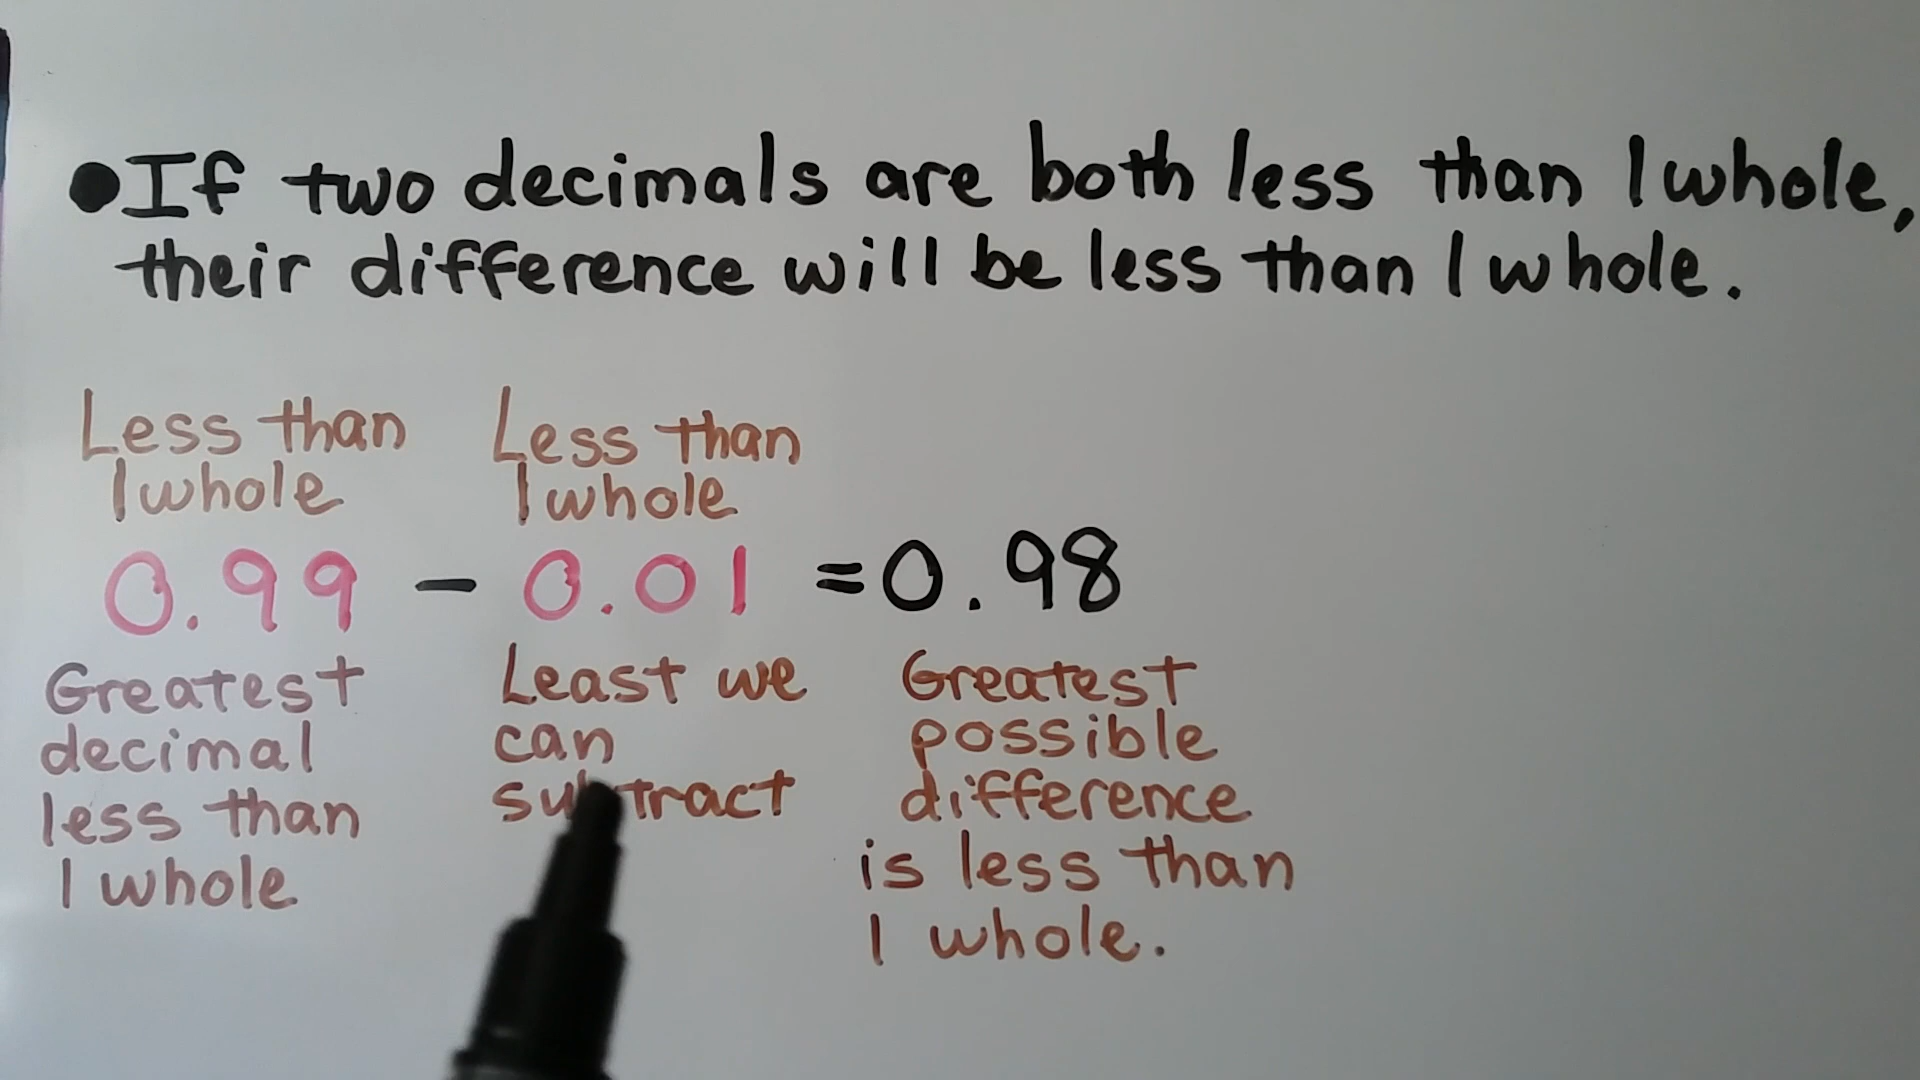 •If two decimals are both less than 1 whole,
their difference will be less than 1 whole.
Less than
1 whole
Less than
1 whole
0.99 - 0.01 = 0.98
Greatest
decimal
less than
1 whole
Least we
can
subtract
Greatest
possible
difference
is less than
1 whole.